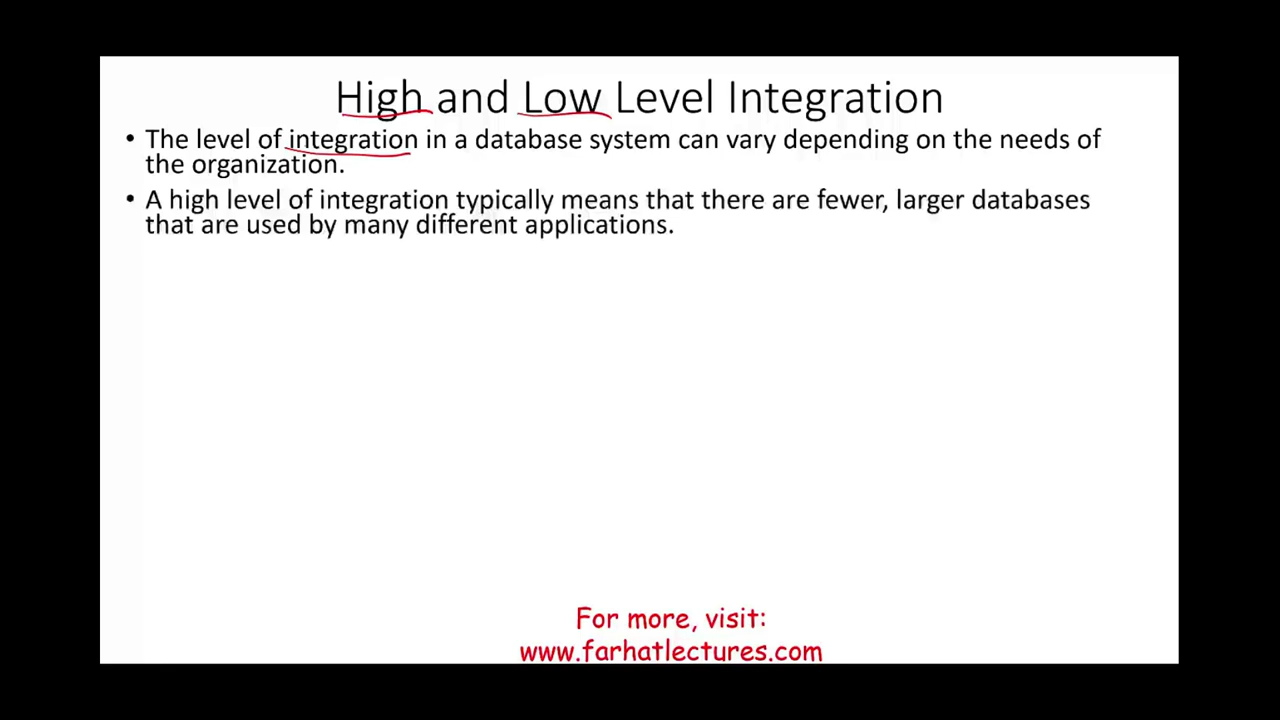 High and Low Level Integration
• The level of integration in a database system can vary depending on the needs of
the organization.
• A high level of integration typically means that there are fewer, larger databases
that are used by many different applications.
For more, visit:
www.farhatlectures.com